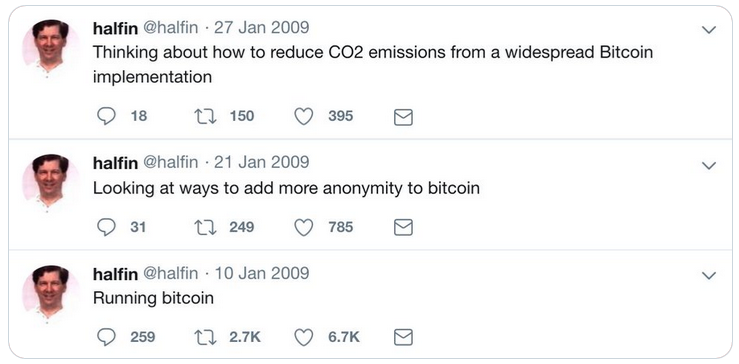 halfin @halfin · 27 Jan 2009
Thinking about how to reduce CO2 emissions from a widespread Bitcoin
implementation
18 150 395
halfin @halfin · 21 Jan 2009
Looking at ways to add more anonymity to bitcoin
31 249 785
halfin @halfin · 10 Jan 2009
Running bitcoin
259 2.7K 6.7K